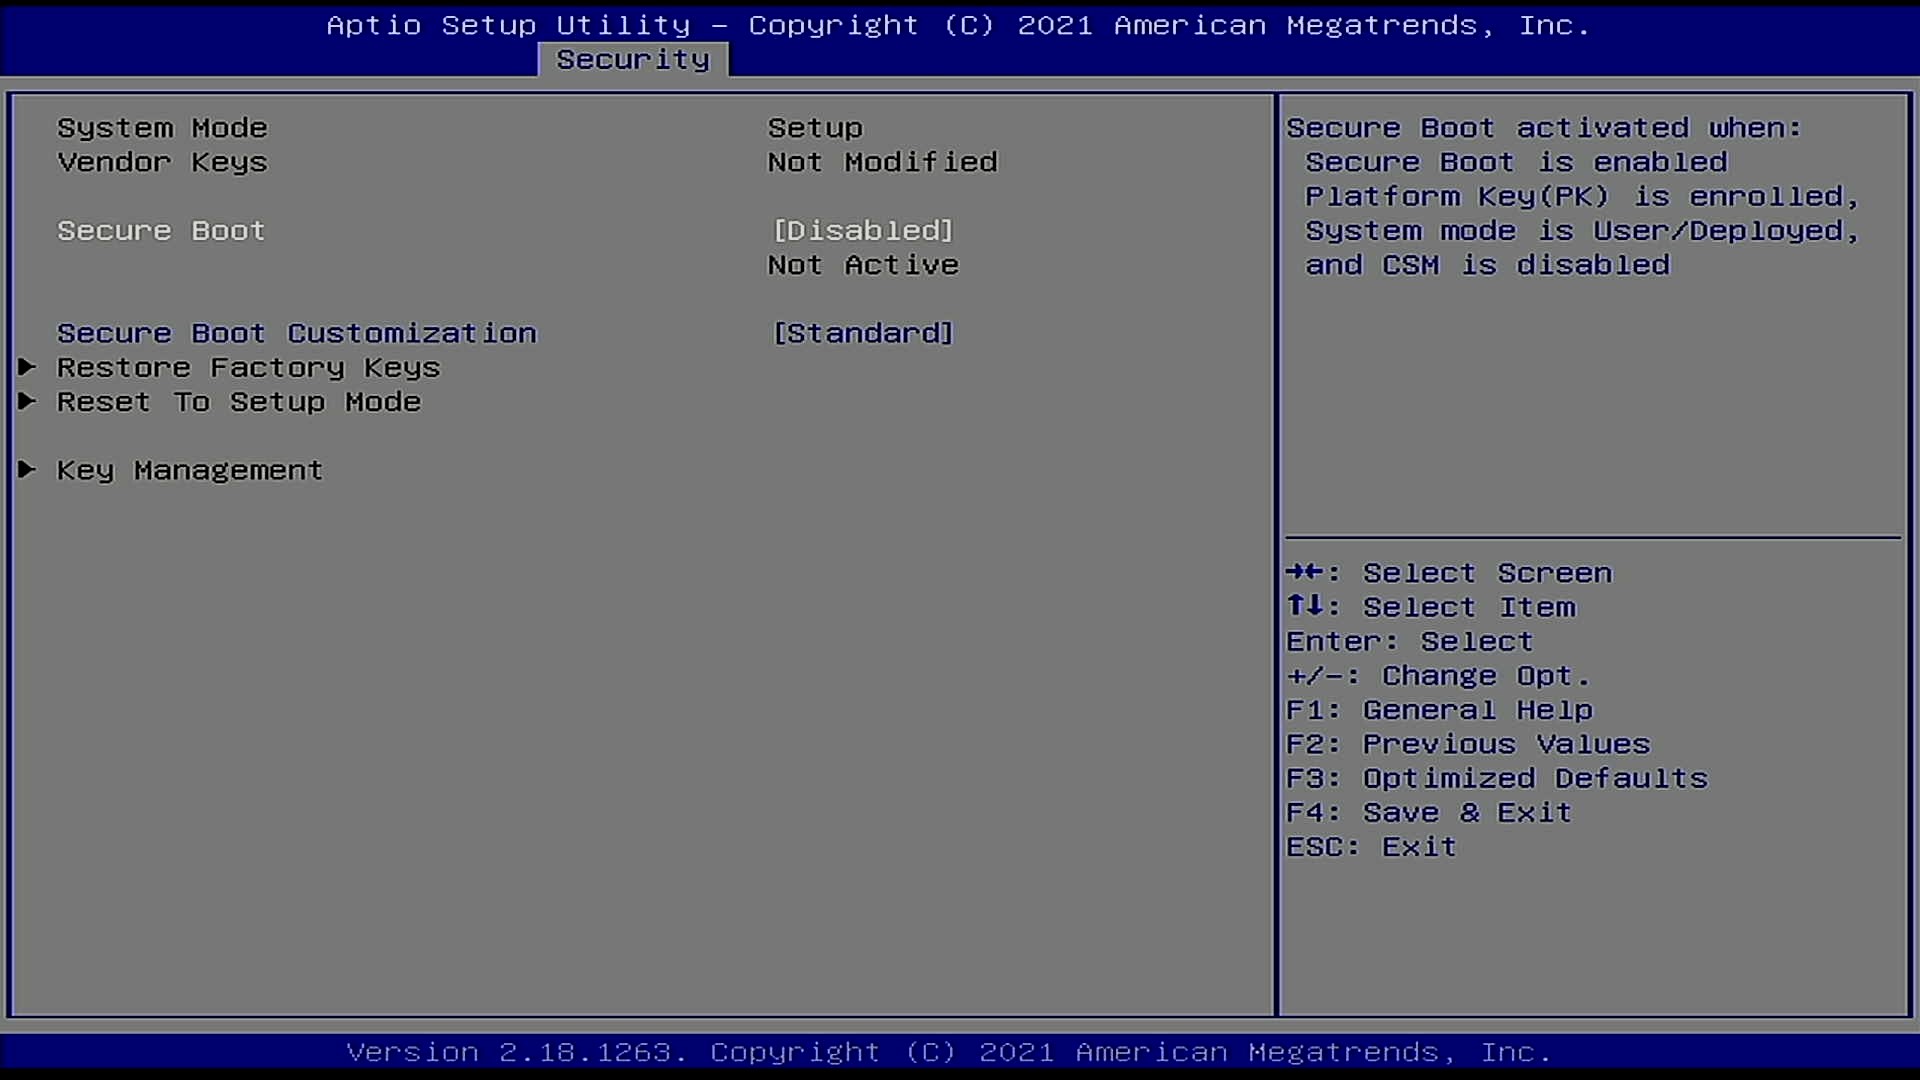 Aptio Setup Utility – Copyright (C) 2021 American Megatrends, Inc.
Security
System Mode Setup
Vendor Keys Not Modified
Secure Boot [Disabled]
Not Active
Secure Boot Customization [Standard]
► Restore Factory Keys
► Reset To Setup Mode
► Key Management
Secure Boot activated when:
Secure Boot is enabled
Platform Key(PK) is enrolled,
System mode is User/Deployed,
and CSM is disabled
→←: Select Screen
↑↓: Select Item
Enter: Select
+/-: Change Opt.
F1: General Help
F2: Previous Values
F3: Optimized Defaults
F4: Save & Exit
ESC: Exit
Version 2.18.1263. Copyright (C) 2021 American Megatrends, Inc.